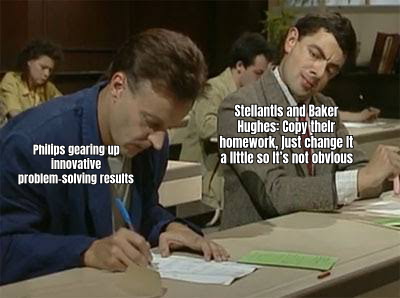 Philips gearing up
innovative
problem-solving results
Stellantis and Baker
Hughes: Copy their
homework, just change it
a little so it's not obvious